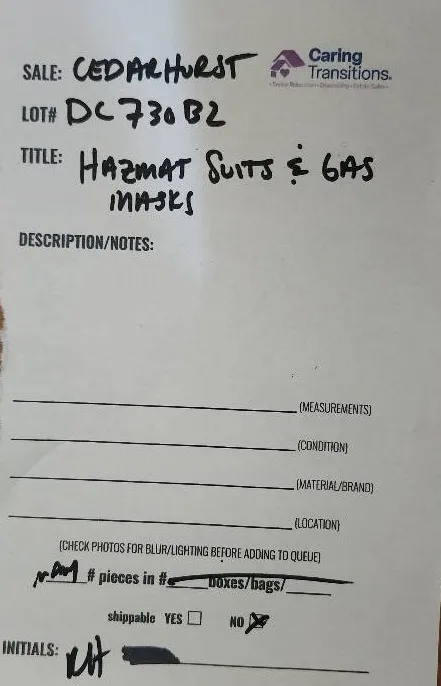 SALE: CEDARHURST
Caring Transitions.
LOT# DC730B2
TITLE: HAZMAT SUITS & GAS
MASKS
DESCRIPTION/NOTES:
(MEASUREMENTS)
(CONDITION)
(MATERIAL/BRAND)
(LOCATION)
(CHECK PHOTOS FOR BLUR/LIGHTING BEFORE ADDING TO QUEUE)
# pieces in # boxes/bags/
shippable YES NO
INITIALS: RH